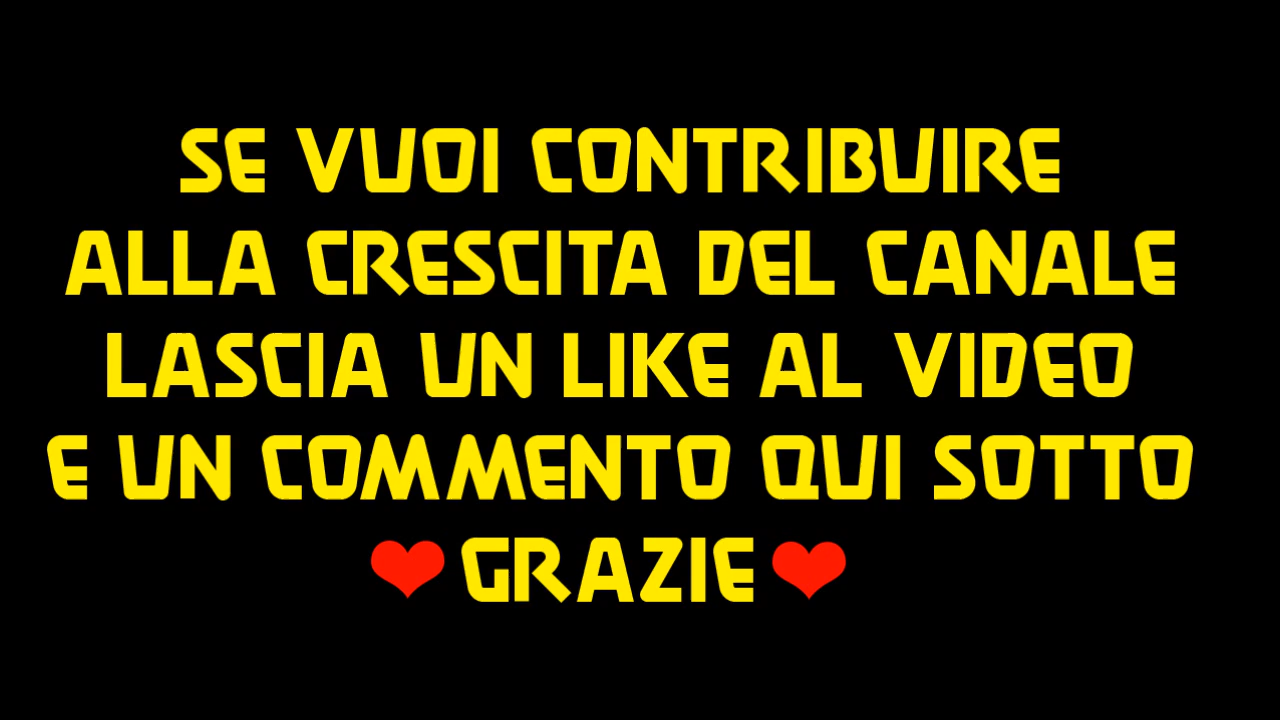 SE VUOI CONTRIBUIRE
ALLA CRESCITA DEL CANALE
LASCIA UN LIKE AL VIDEO
E UN COMMENTO QUI SOTTO
❤GRAZIE❤